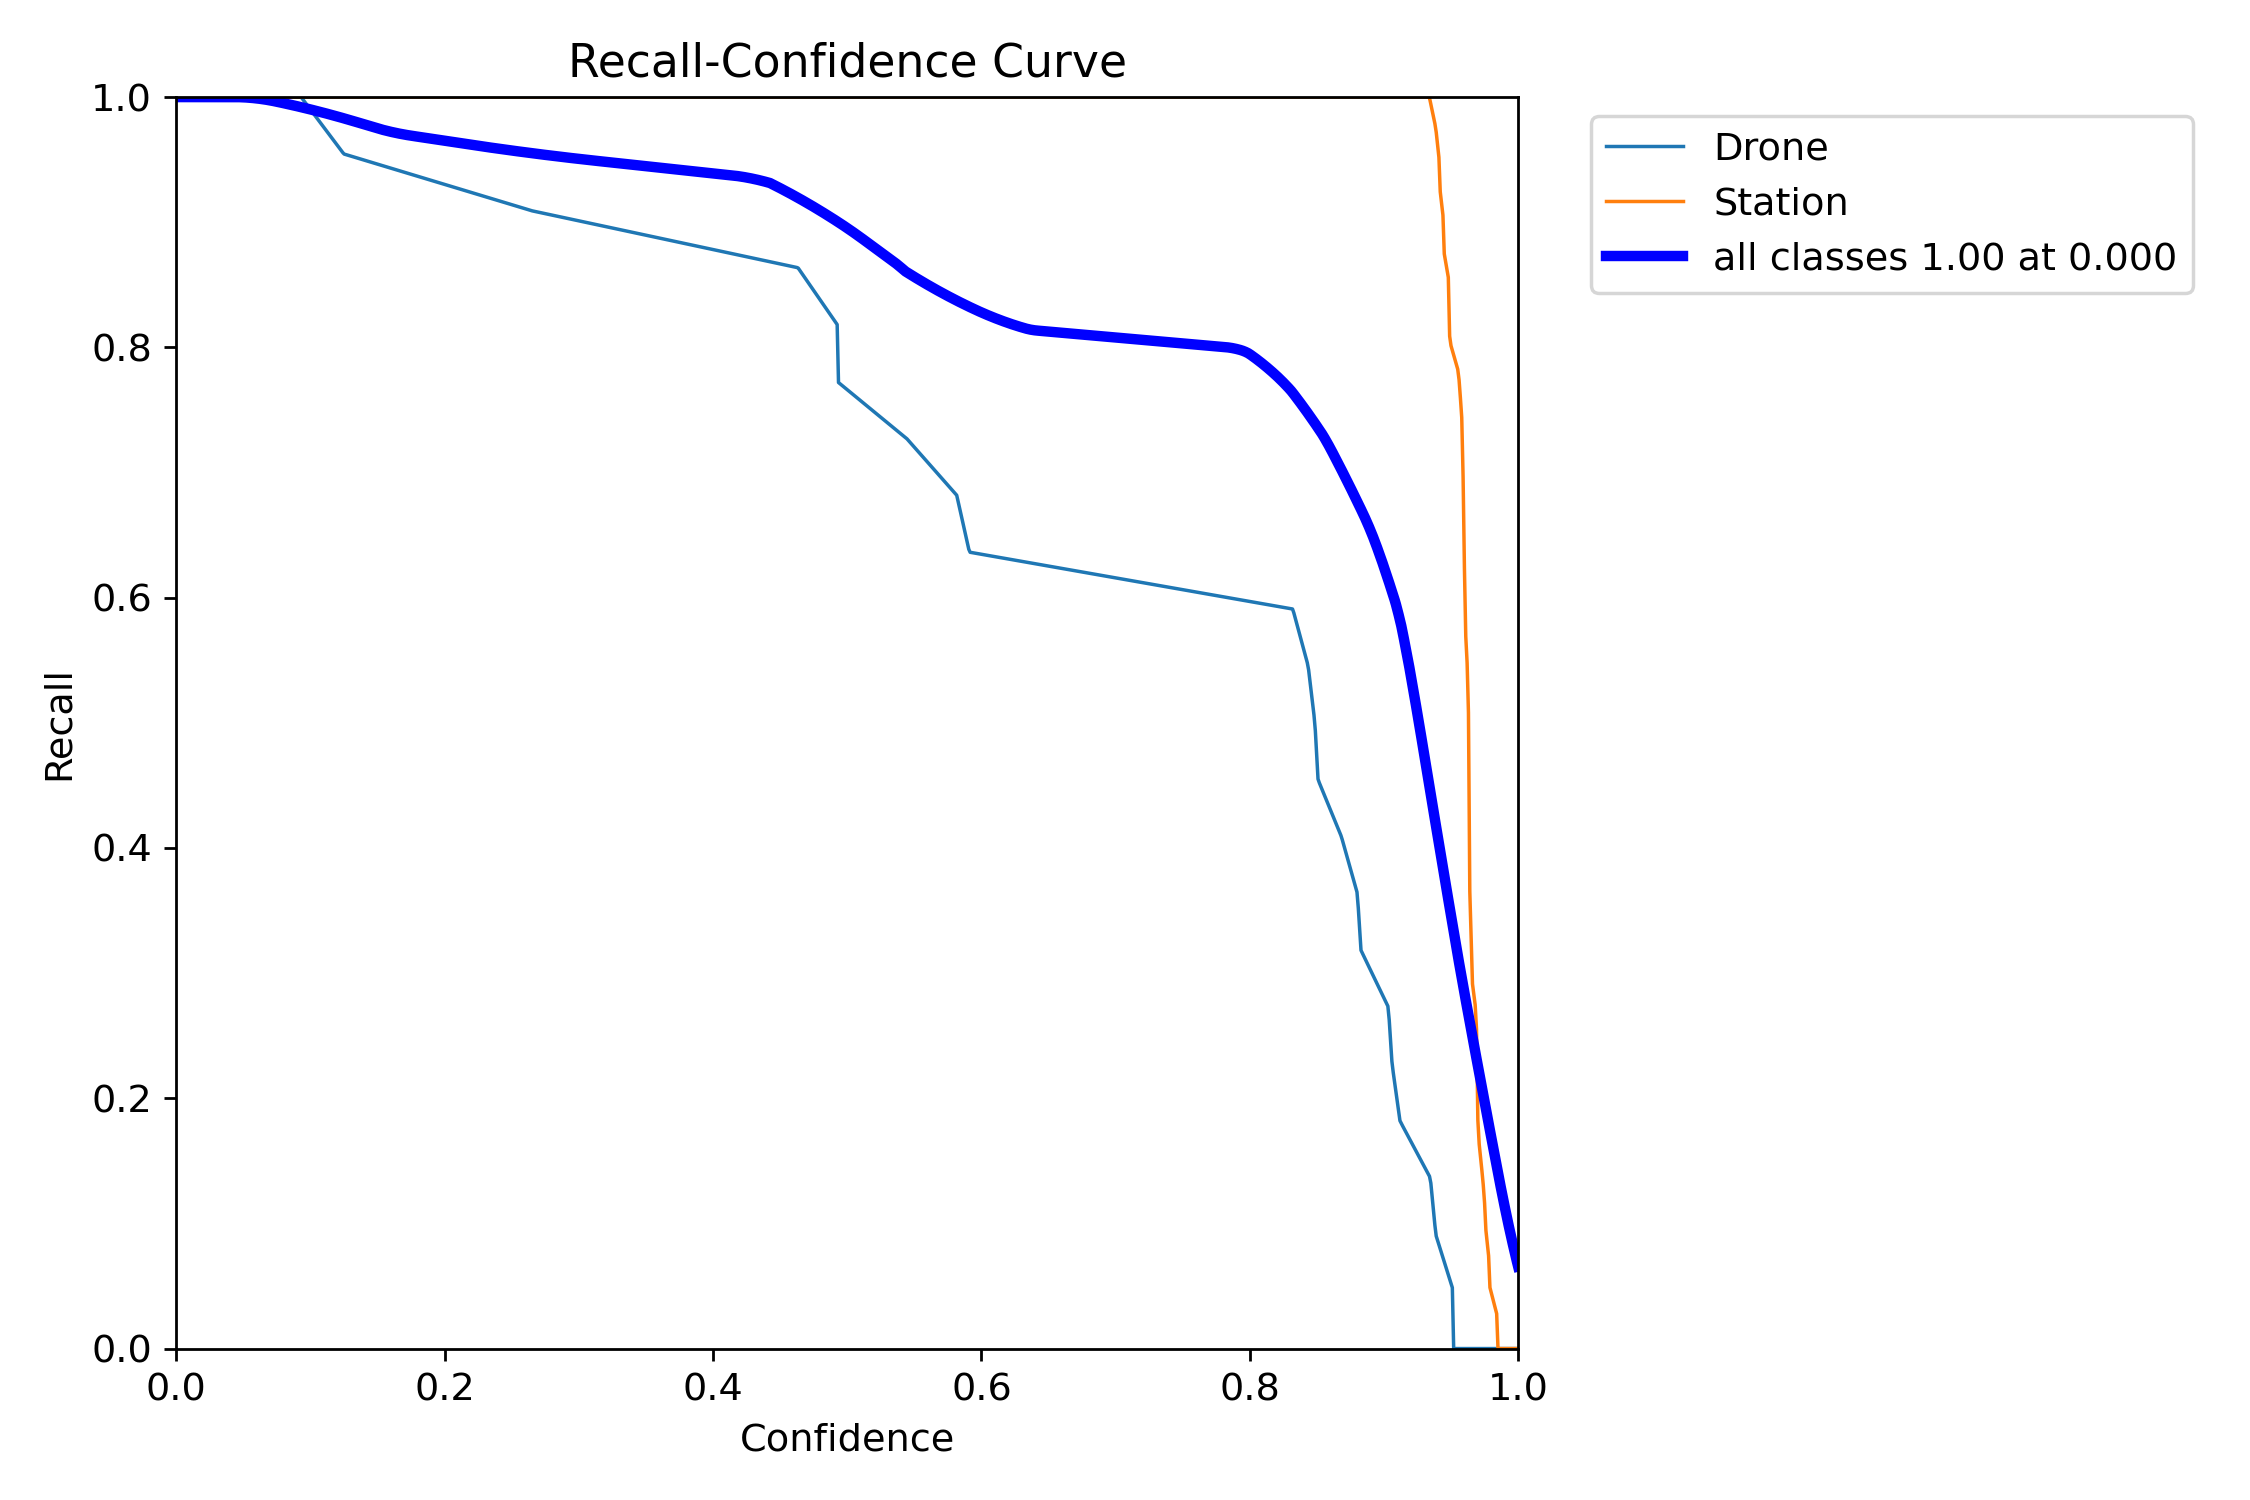 Recall-Confidence Curve
1.0
0.8
0.6
0.4
0.2
0.0
Recall
0.0 0.2 0.4 0.6 0.8 1.0
Confidence
Drone
Station
all classes 1.00 at 0.000